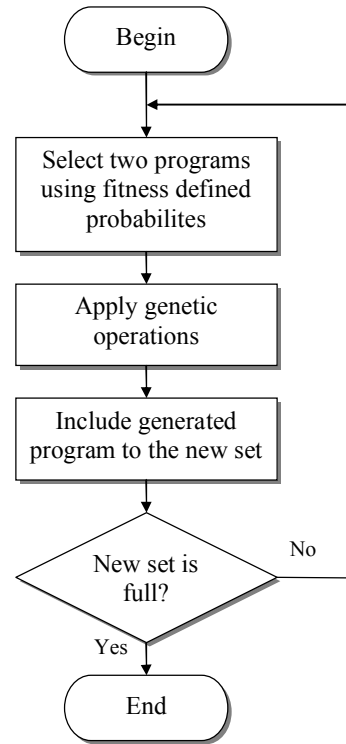 Begin
Select two programs
using fitness defined
probabilites
Apply genetic
operations
Include generated
program to the new set
New set is
full?
No
Yes
End